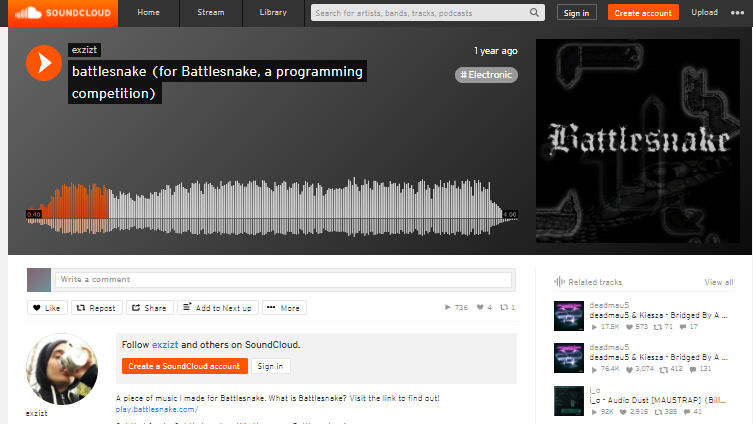 SOUNDCLOUD
Home
Stream
Library
Search for artists, bands, tracks, podcasts
Sign in
Create account
Upload
•••
exzizt
1 year ago
battlesnake (for Battlesnake, a programming
competition)
# Electronic
Battlesnake
0:40
4:00
Write a comment
Like
Repost
Share
Add to Next up
••• More
736
4
1
Related tracks
View all
deadmau5
deadmau5 & Kiesza - Bridged By A ...
17.5K 573 71 17
deadmau5
deadmau5 & Kiesza - Bridged By A ...
76.4K 3,074 412 131
i_o
i_o - Audio Dust [MAUSTRAP] (Bill...
92K 2,915 385 41
Follow exzizt and others on SoundCloud.
Create a SoundCloud account
Sign in
exzizt
A piece of music I made for Battlesnake. What is Battlesnake? Visit the link to find out!
play.battlesnake.com/